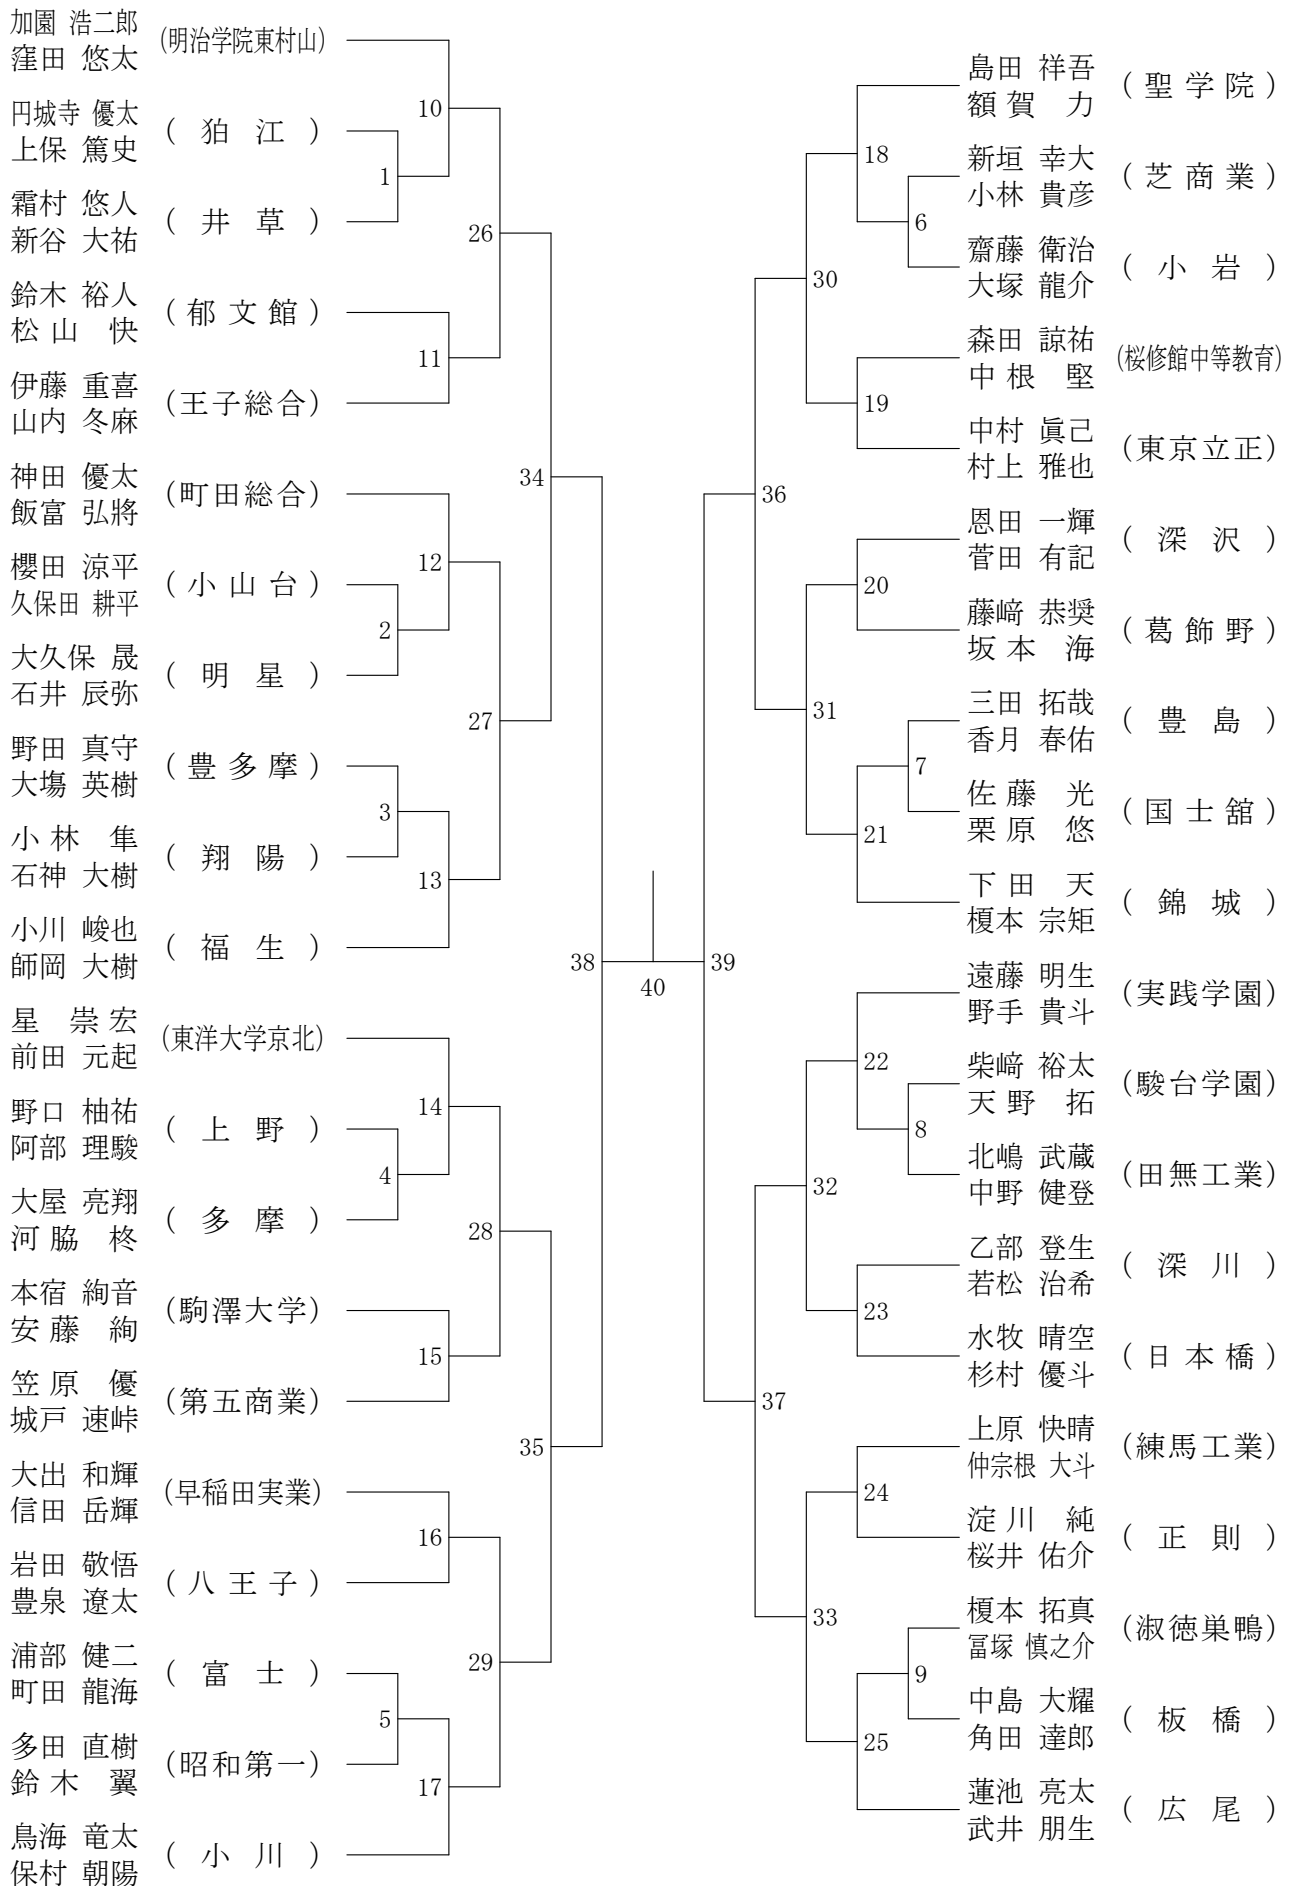 加園 浩二郎
窪田 悠太
(明治学院東村山)
円城寺 優太
上保 篤史
(狛江)
1
10
霜村 悠人
新谷 大祐
(井草)
26
鈴木 裕人
松山 快
(郁文館)
11
伊藤 重喜
山内 冬麻
(王子総合)
34
神田 優太
飯富 弘將
(町田総合)
12
櫻田 涼平
久保田 耕平
(小山台)
2
大久保 晟
石井 辰弥
(明星)
27
野田 真守
大塲 英樹
(豊多摩)
3
小林 隼
石神 大樹
(翔陽)
13
小川 峻也
師岡 大樹
(福生)
38
星 崇宏
前田 元起
(東洋大学京北)
14
野口 柚祐
阿部 理駿
(上野)
4
大屋 亮翔
河脇 柊
(多摩)
28
本宿 絢音
安藤 絢
(駒澤大学)
15
笠原 優
城戸 速峠
(第五商業)
35
大出 和輝
信田 岳輝
(早稲田実業)
16
岩田 敬悟
豊泉 遼太
(八王子)
29
浦部 健二
町田 龍海
(富士)
5
多田 直樹
鈴木 翼
(昭和第一)
17
鳥海 竜太
保村 朝陽
(小川)
40
島田 祥吾
額賀 力
(聖学院)
18
新垣 幸大
小林 貴彦
(芝商業)
6
齋藤 衛治
大塚 龍介
(小岩)
30
森田 諒祐
中根 堅
(桜修館中等教育)
19
中村 眞己
村上 雅也
(東京立正)
36
恩田 一輝
菅田 有記
(深沢)
20
藤﨑 恭奨
坂本 海
(葛飾野)
31
三田 拓哉
香月 春佑
(豊島)
7
佐藤 光
栗原 悠
(国士舘)
21
下田 天
榎本 宗矩
(錦城)
39
遠藤 明生
野手 貴斗
(実践学園)
22
柴﨑 裕太
天野 拓
(駿台学園)
8
北嶋 武蔵
中野 健登
(田無工業)
32
乙部 登生
若松 治希
(深川)
23
水牧 晴空
杉村 優斗
(日本橋)
37
上原 快晴
仲宗根 大斗
(練馬工業)
24
淀川 純
桜井 佑介
(正則)
33
榎本 拓真
冨塚 慎之介
(淑徳巣鴨)
9
中島 大耀
角田 達郎
(板橋)
25
蓮池 亮太
武井 朋生
(広尾)